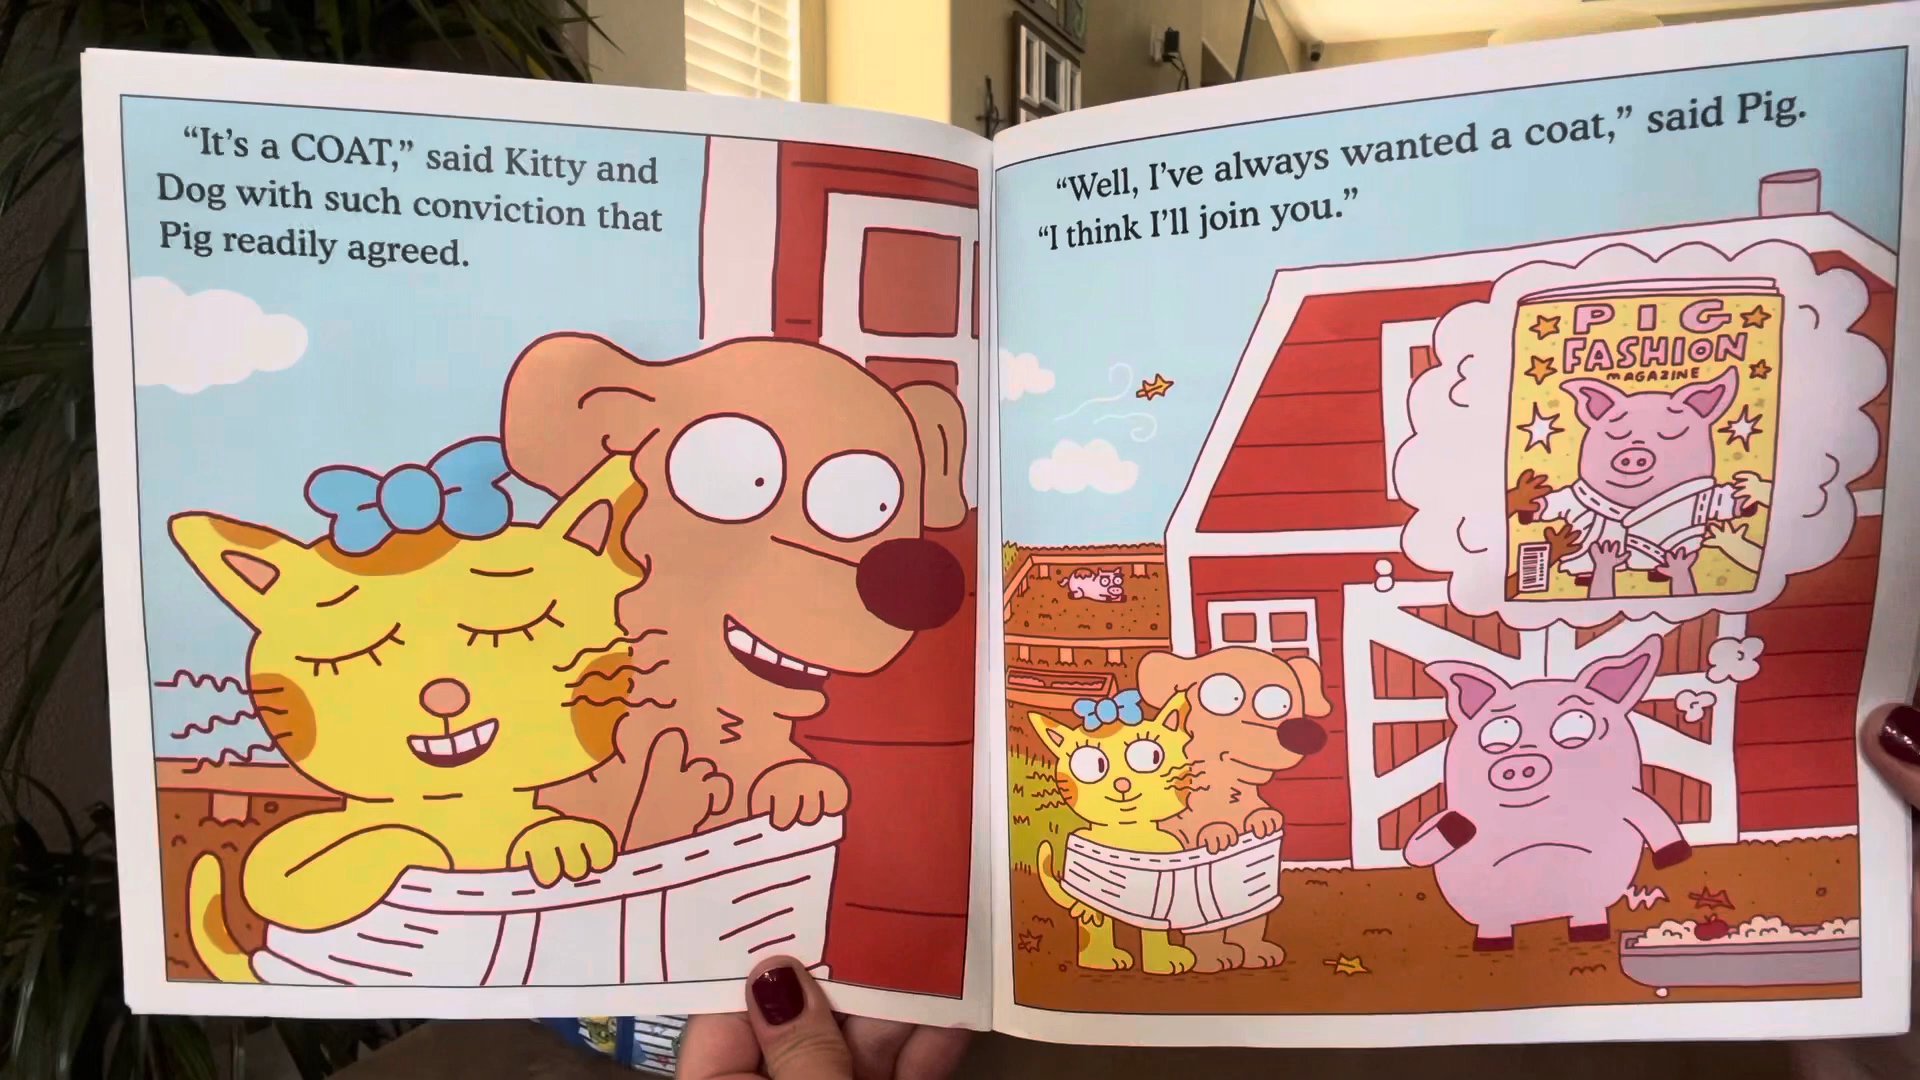 “It’s a COAT,” said Kitty and
Dog with such conviction that
Pig readily agreed.
“Well, I’ve always wanted a coat,” said Pig.
“I think I’ll join you.”
PIG
FASHION
MAGAZINE